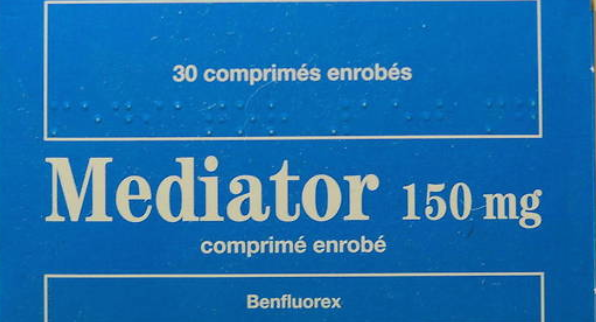 30 comprimés enrobés
Mediator 150 mg
comprimé enrobé
Benfluorex